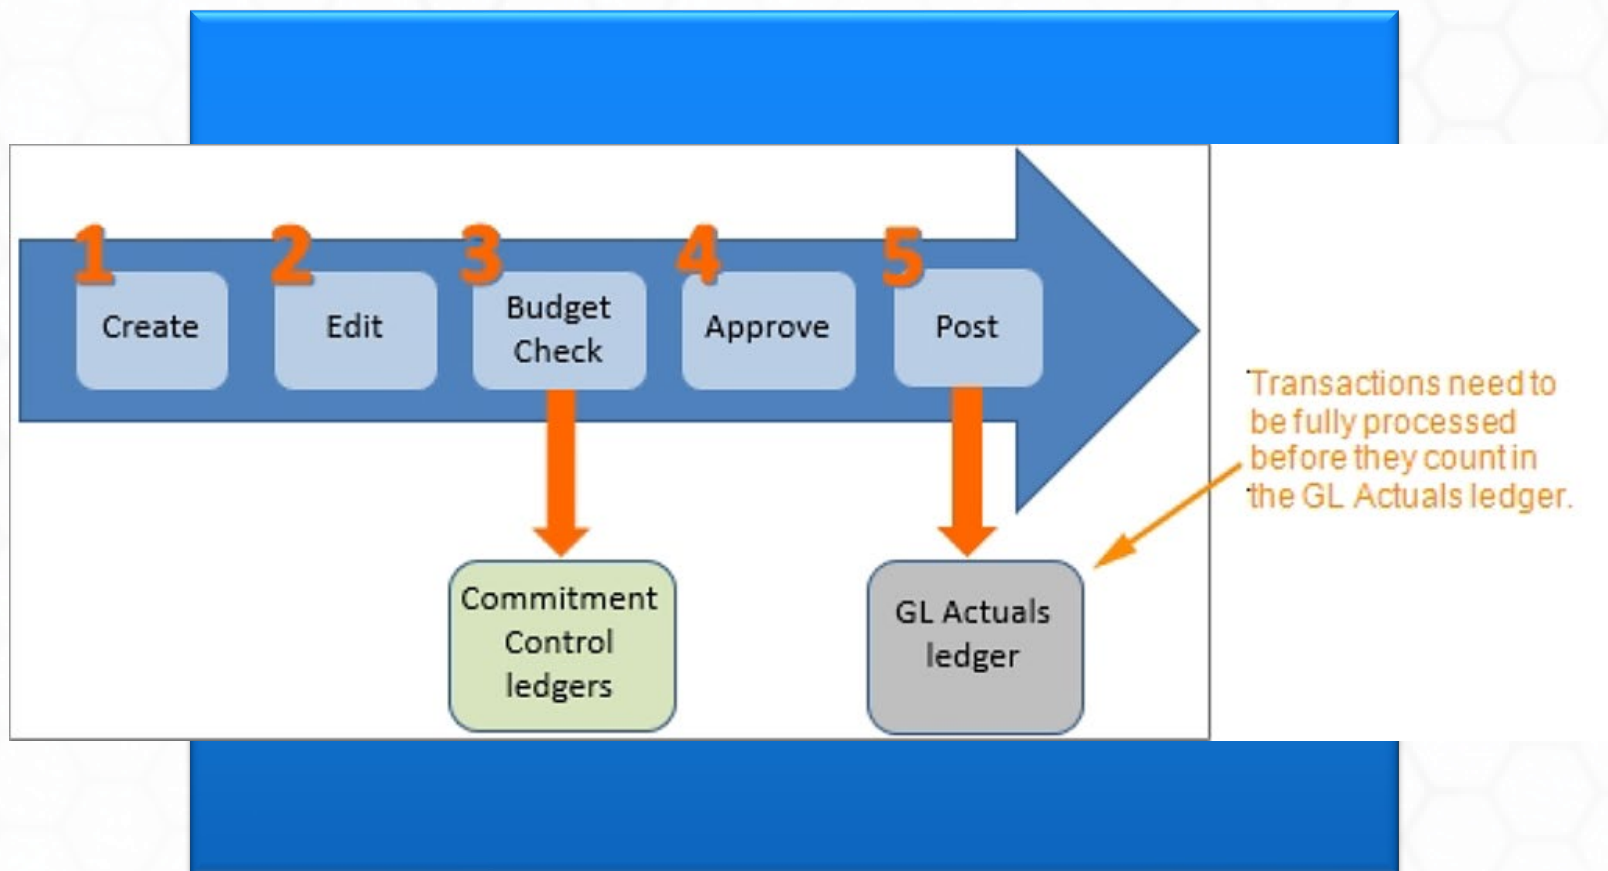 1
Create
2
Edit
3
Budget
Check
4
Approve
5
Post
Commitment
Control
ledgers
GL Actuals
ledger
Transactions need to
be fully processed
before they count in
the GL Actuals ledger.